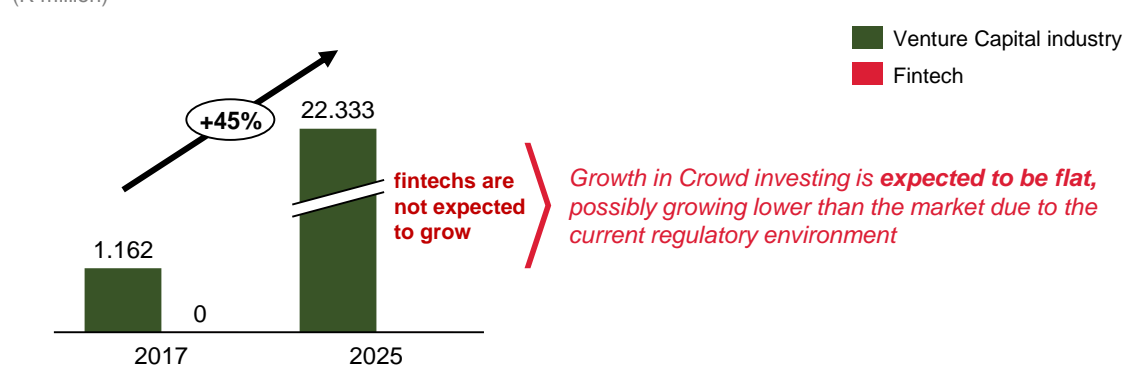 Venture Capital industry
Fintech
+45%
22.333
fintechs are
not expected
to grow
Growth in Crowd investing is expected to be flat,
possibly growing lower than the market due to the
current regulatory environment
1.162
0
2017
2025